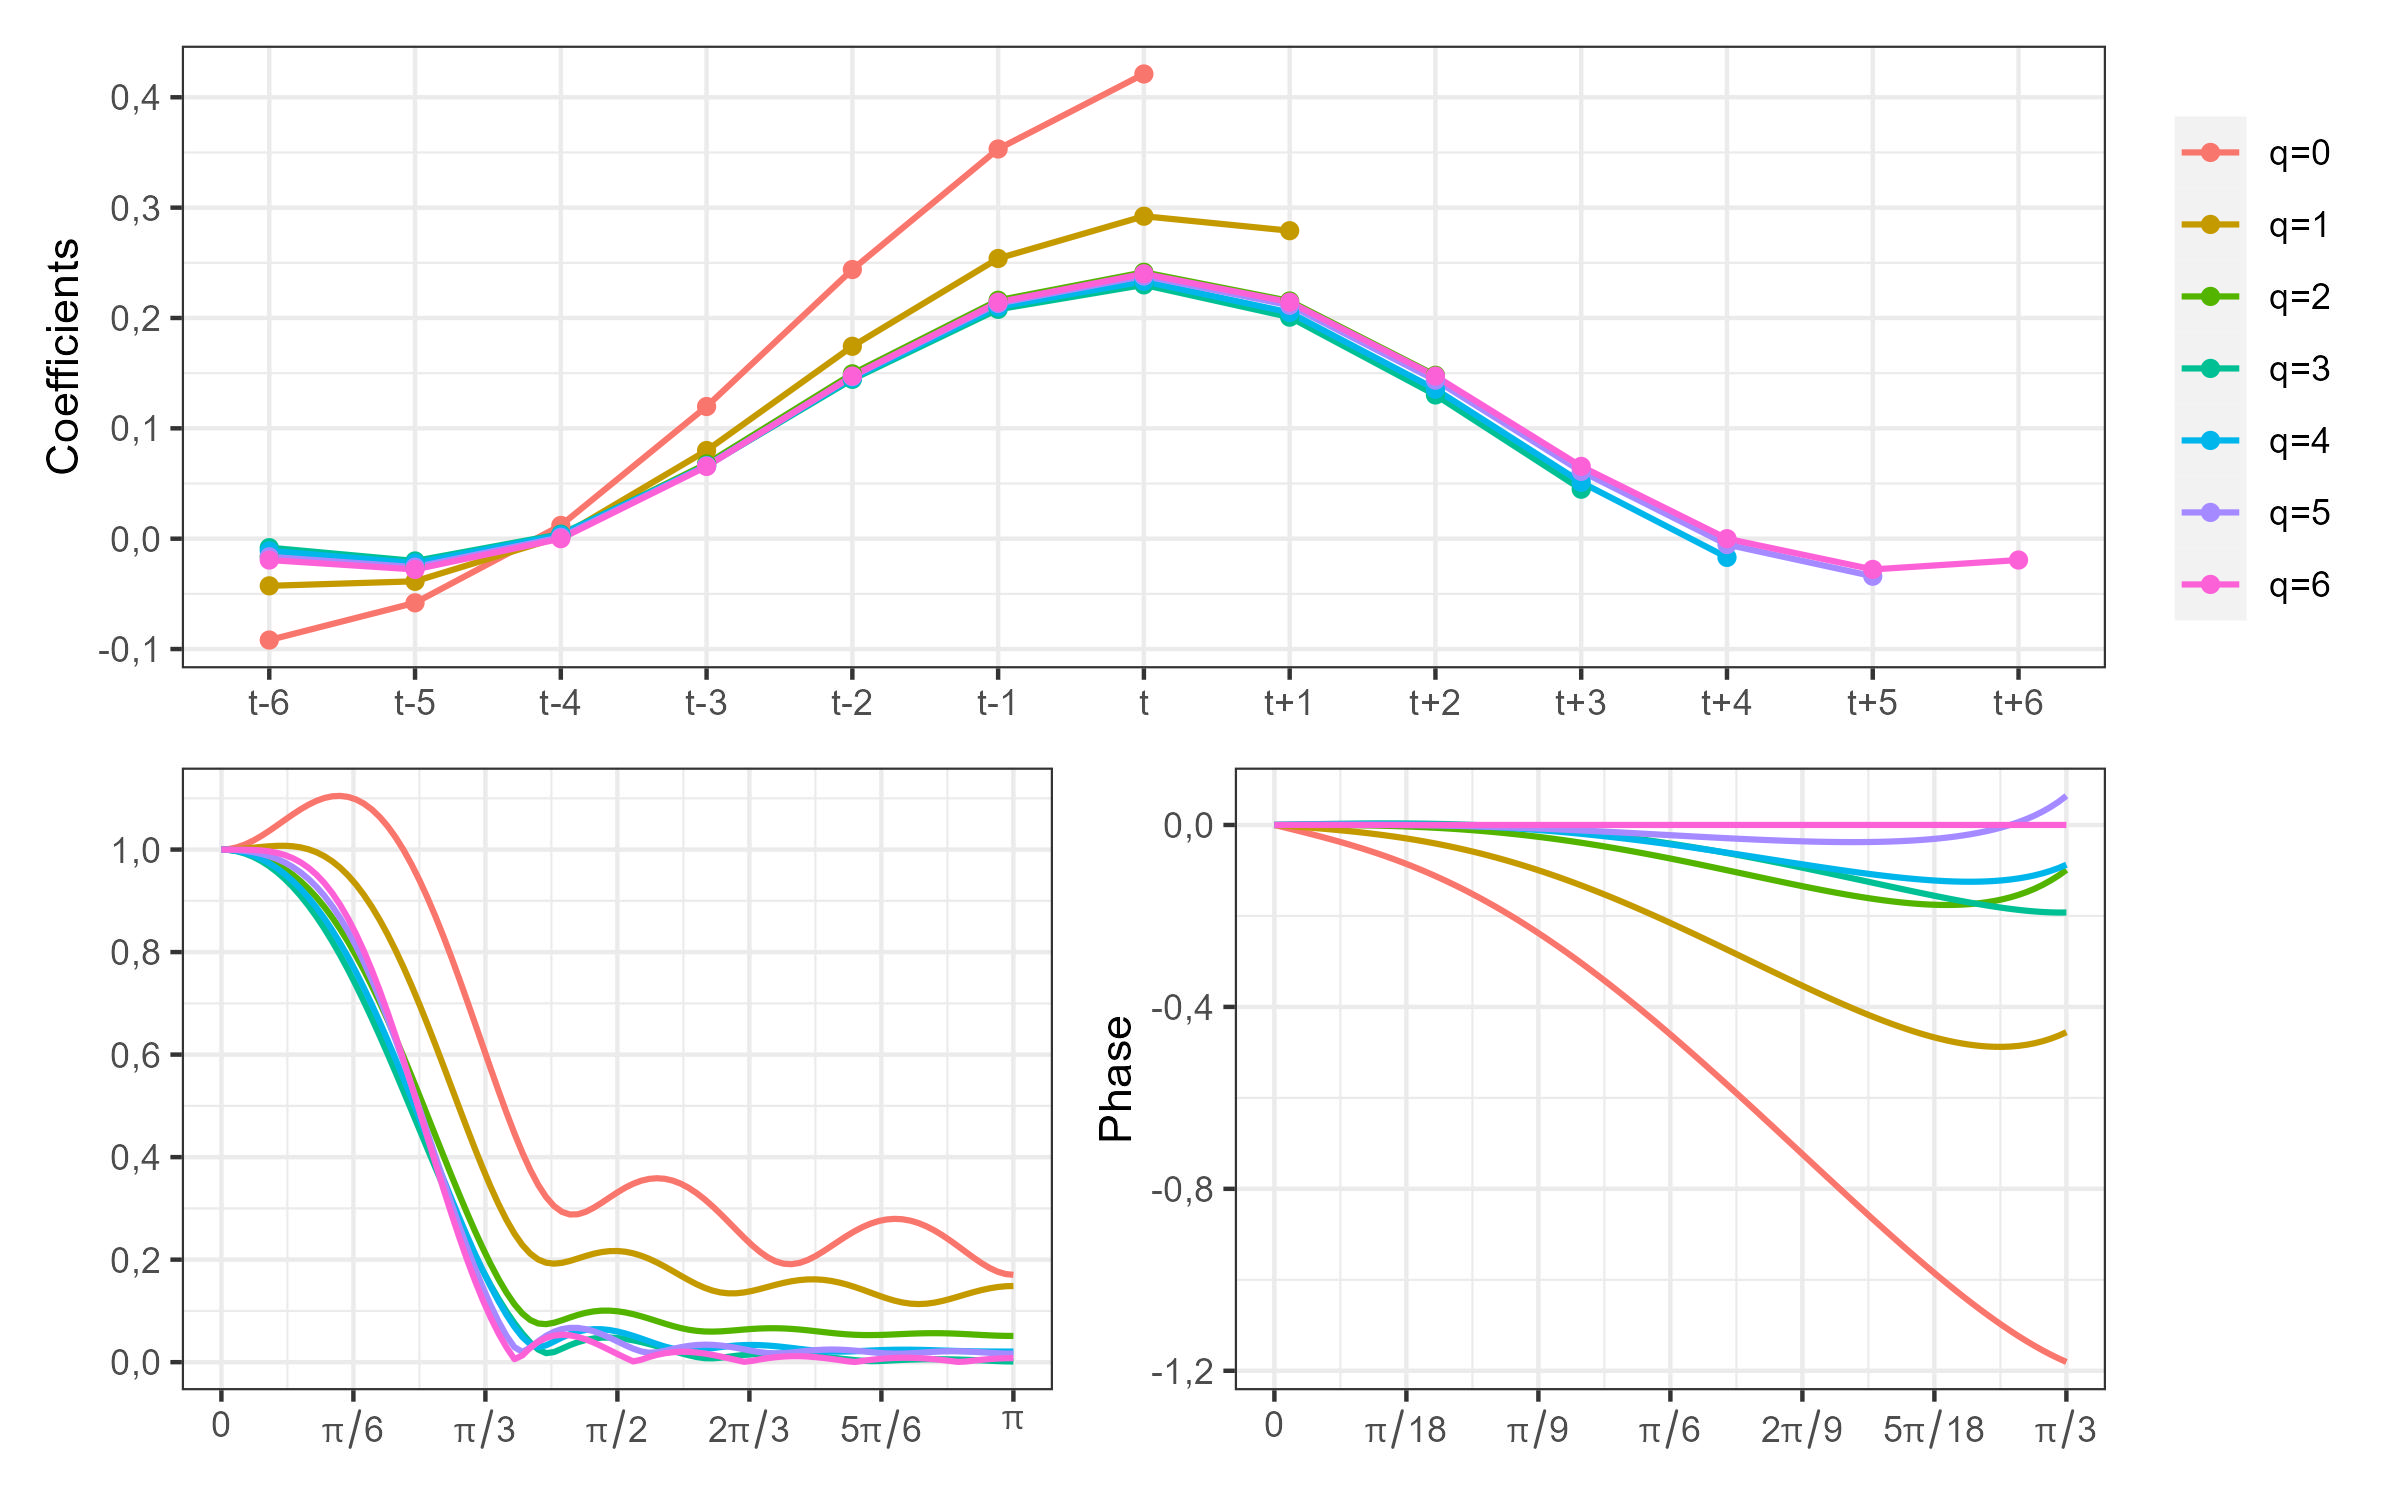 Coefficients
0,4
0,3
0,2
0,1
0,0
-0,1
t-6 t-5 t-4 t-3 t-2 t-1 t t+1 t+2 t+3 t+4 t+5 t+6
q=0
q=1
q=2
q=3
q=4
q=5
q=6
1,0
0,8
0,6
0,4
0,2
0,0
0 π/6 π/3 π/2 2π/3 5π/6 π
Phase
0,0
-0,4
-0,8
-1,2
0 π/18 π/9 π/6 2π/9 5π/18 π/3